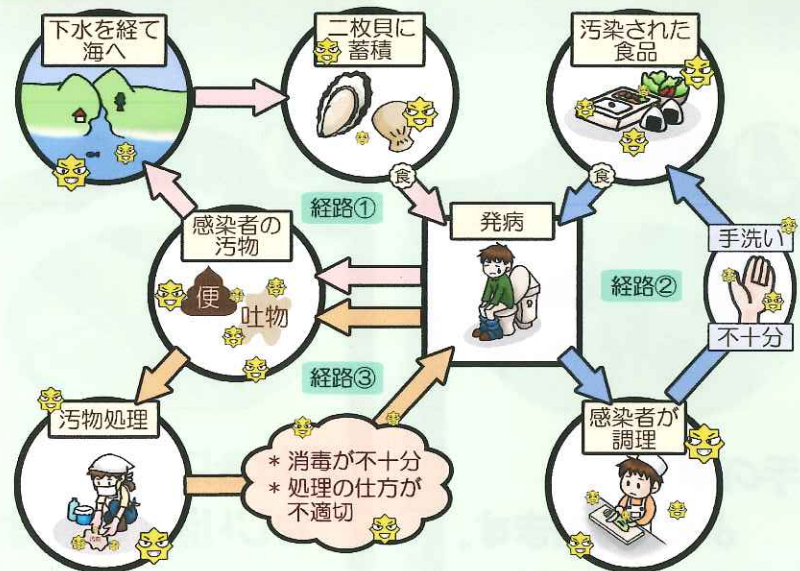 下水を経て
海へ
二枚貝に
蓄積
汚染された
食品
食
食
経路①
感染者の
汚物
便
吐物
発病
経路②
手洗い
不十分
経路③
汚物処理
＊ 消毒が不十分
＊ 処理の仕方が
不適切
感染者が
調理